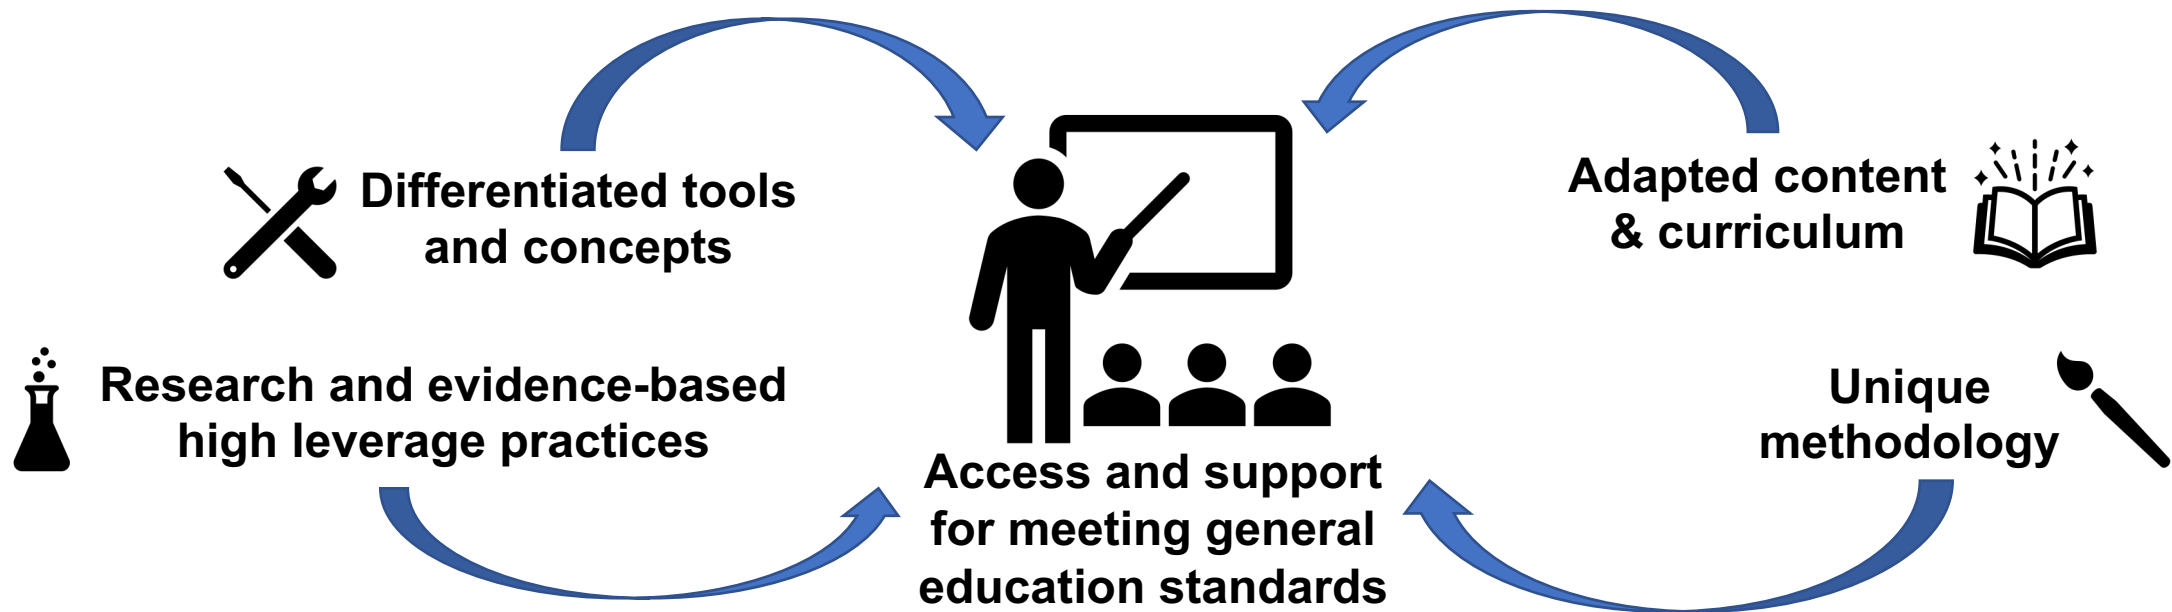 Differentiated tools
and concepts
Research and evidence-based
high leverage practices
Access and support
for meeting general
education standards
Adapted content
& curriculum
Unique
methodology